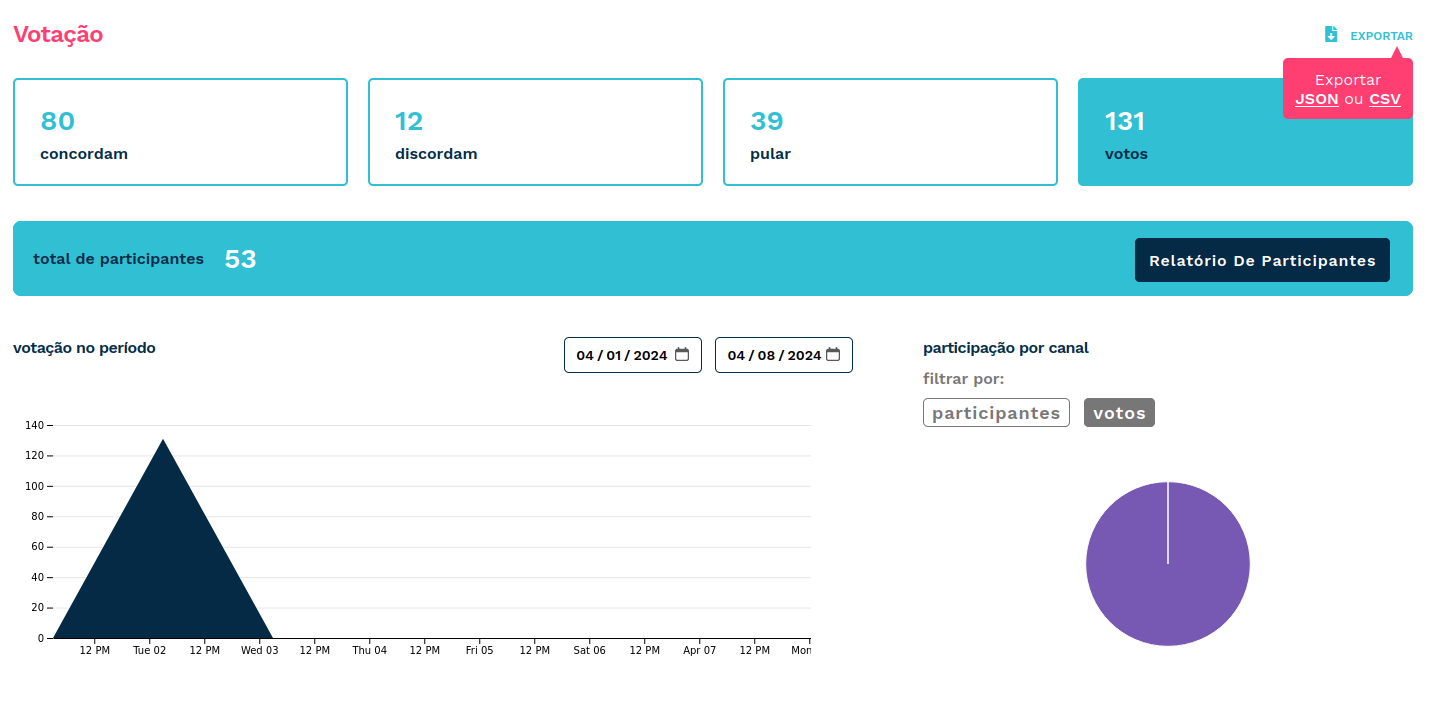 Votação
EXPORTAR
Exportar
JSON ou CSV
80
concordam
12
discordam
39
pular
131
votos
total de participantes 53
Relatório De Participantes
votação no período
04 / 01 / 2024
04 / 08 / 2024
140
120
100
80
60
40
20
0
12 PM Tue 02 12 PM Wed 03 12 PM Thu 04 12 PM Fri 05 12 PM Sat 06 12 PM Apr 07 12 PM Mon
participação por canal
filtrar por:
participantes votos